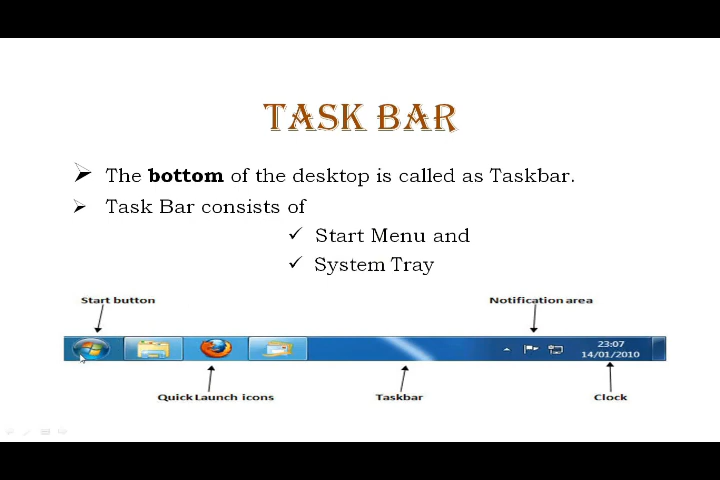 TASK BAR
The bottom of the desktop is called as Taskbar.
Task Bar consists of
Start Menu and
System Tray
Start button Notification area
23:07
14/01/2010
Quick Launch icons Taskbar Clock